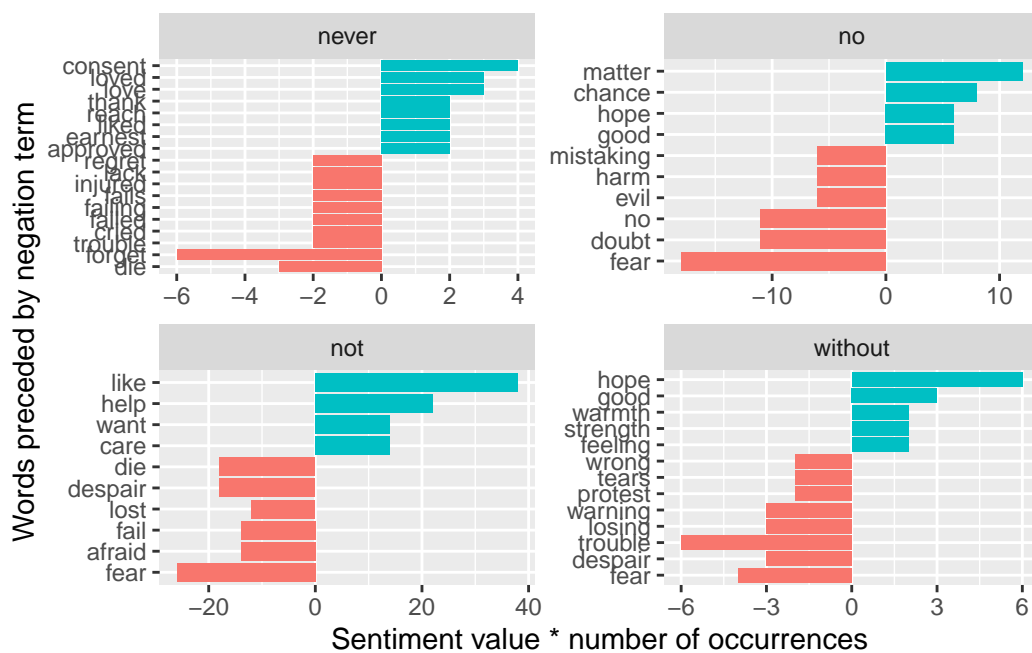 Words preceded by negation term
never
consent
loved
love
thank
reach
liked
earnest
approved
regret
lack
injured
fails
failing
failed
cried
trouble
forget
die
−6 −4 −2 0 2 4
no
matter
chance
hope
good
mistaking
harm
evil
no
doubt
fear
−10 0 10
not
like
help
want
care
die
despair
lost
fail
afraid
fear
−20 0 20 40
without
hope
good
warmth
strength
feeling
wrong
tears
protest
warning
losing
trouble
despair
fear
−6 −3 0 3 6
Sentiment value * number of occurrences